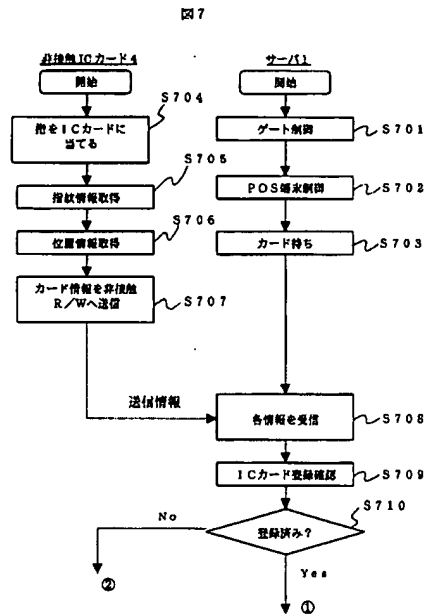 図7
非接触ICカード4
開始
S704
指をICカードに
当てる
S705
指紋情報取得
S706
位置情報取得
カード情報を非接触
R/Wへ送信
S707
送信情報
サーバ1
開始
ゲート制御
S701
POS端末制御
S702
カード待ち
S703
各情報を受信
S708
ICカード登録確認
S709
S710
登録済み?
No
②
Yes
①